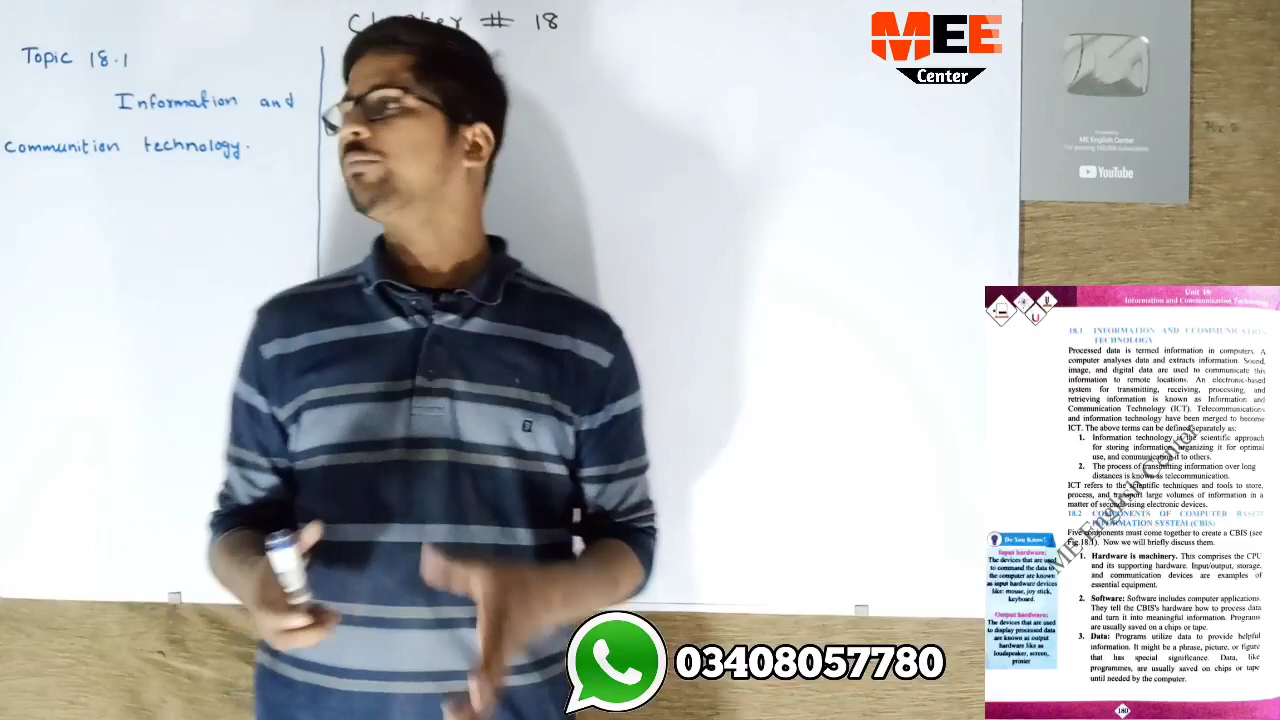 Chapter # 18
Topic 18.1
Information and
communition technology.
MEE
Center
Presented to
ME English Center
For passing 100,000 subscribers
YouTube
Unit 18:
Information and Communication Technology
18.1 INFORMATION AND CCOMMUNICATION
TECHNOLOGY
Processed data is termed information in computers. A
computer analyses data and extracts information. Sound,
image, and digital data are used to communicate this
information to remote locations. An electronic-based
system for transmitting, receiving, processing, and
retrieving information is known as Information and
Communication Technology (ICT). Telecommunications
and information technology have been merged to become
ICT. The above terms can be defined separately as:
1. Information technology is the scientific approach
for storing information, organizing it for optimal
use, and communicating it to others.
2. The process of transmitting information over long
distances is known as telecommunication.
ICT refers to the scientific techniques and tools to store,
process, and transport large volumes of information in a
matter of seconds using electronic devices.
18.2 COMPONENTS OF COMPUTER BASED
INFORMATION SYSTEM (CBIS)
Five components must come together to create a CBIS (see
Fig.18.1). Now we will briefly discuss them.
1. Hardware is machinery. This comprises the CPU
and its supporting hardware. Input/output, storage,
and communication devices are examples of
essential equipment.
2. Software: Software includes computer applications.
They tell the CBIS's hardware how to process data
and turn it into meaningful information. Programs
are usually saved on a chips or tape.
3. Data: Programs utilize data to provide helpful
information. It might be a phrase, picture, or figure
that has special significance. Data, like
programmes, are usually saved on chips or tape
until needed by the computer.
Do You Know!
Input hardware:
The devices that are used
to command the data to
the computer are known
as input hardware devices
like: mouse, joy stick,
keyboard.
Output hardware:
The devices that are used
to display processed data
are known as output
hardware like as
loudspeaker, screen,
printer
ME English Center
180
03408057780